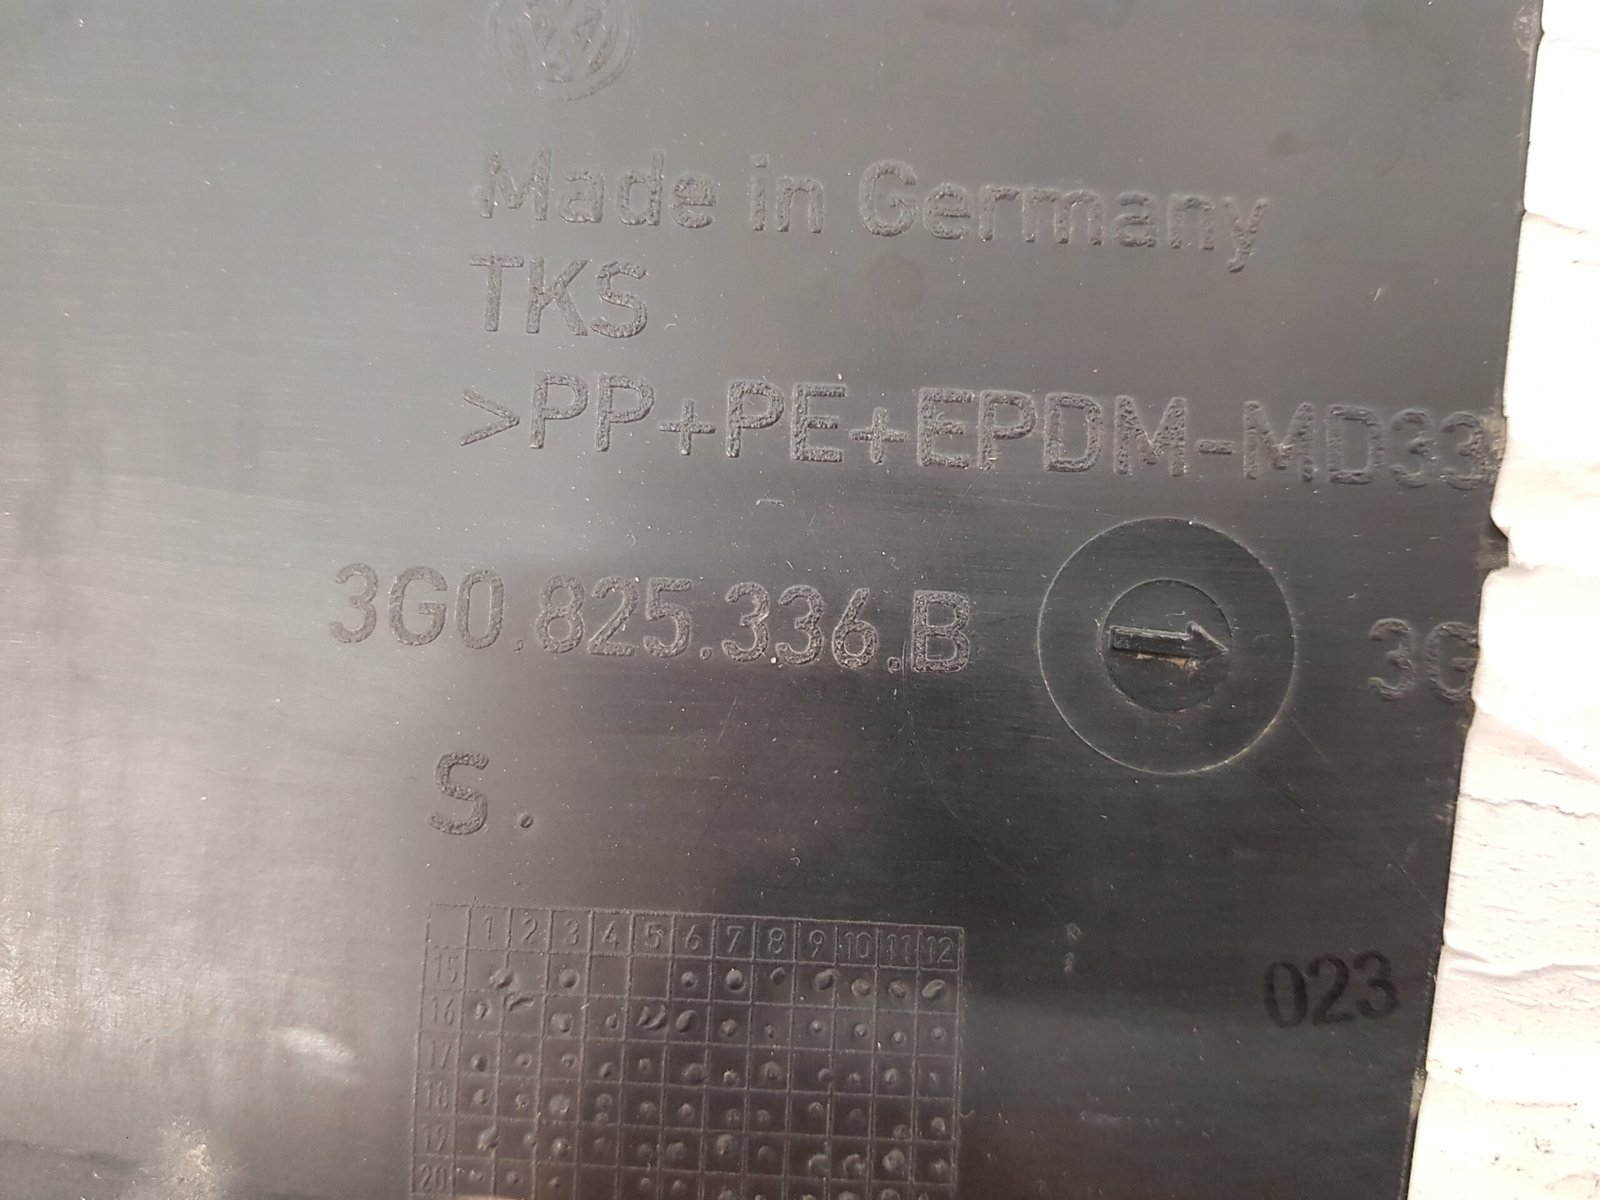 Made in Germany
TKS
>PP+PE+EPDM-MD33
3G0.825.336.B
3G
S.
1 2 3 4 5 6 7 8 9 10 11 12
15
023
16
17
18
19
20